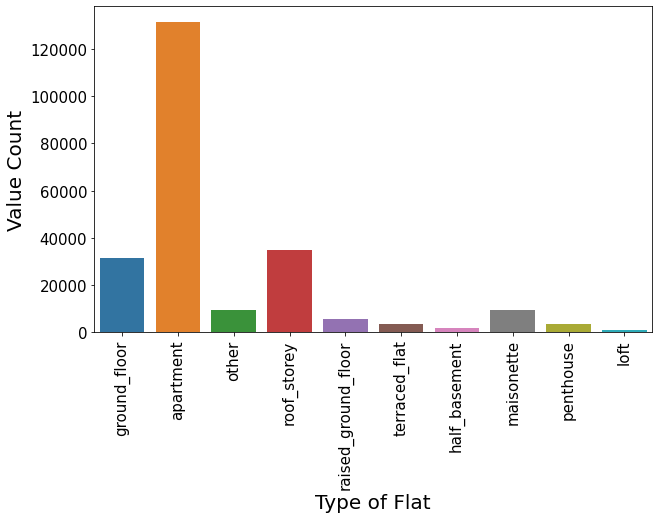 120000
100000
80000
60000
40000
20000
0
Value Count
ground_floor
apartment
other
roof_storey
raised_ground_floor
terraced_flat
half_basement
maisonette
penthouse
loft
Type of Flat